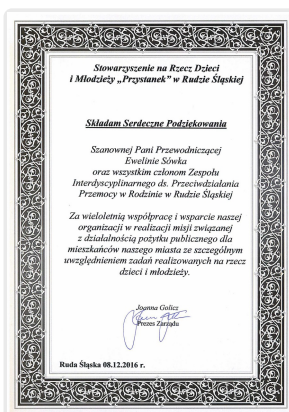 Stowarzyszenie na Rzecz Dzieci
i Młodzieży „Przystanek” w Rudzie Śląskiej
Składam Serdeczne Podziękowania
Szanownej Pani Przewodniczącej
Ewelinie Sówka
oraz wszystkim członom Zespołu
Interdyscyplinarnego ds. Przeciwdziałania
Przemocy w Rodzinie w Rudzie Śląskiej
Za wieloletnią współpracę i wsparcie naszej
organizacji w realizacji misji związanej
z działalnością pożytku publicznego dla
mieszkańców naszego miasta ze szczególnym
uwzględnieniem zadań realizowanych na rzecz
dzieci i młodzieży.
Joanna Golicz
Prezes Zarządu
Ruda Śląska 08.12.2016 r.